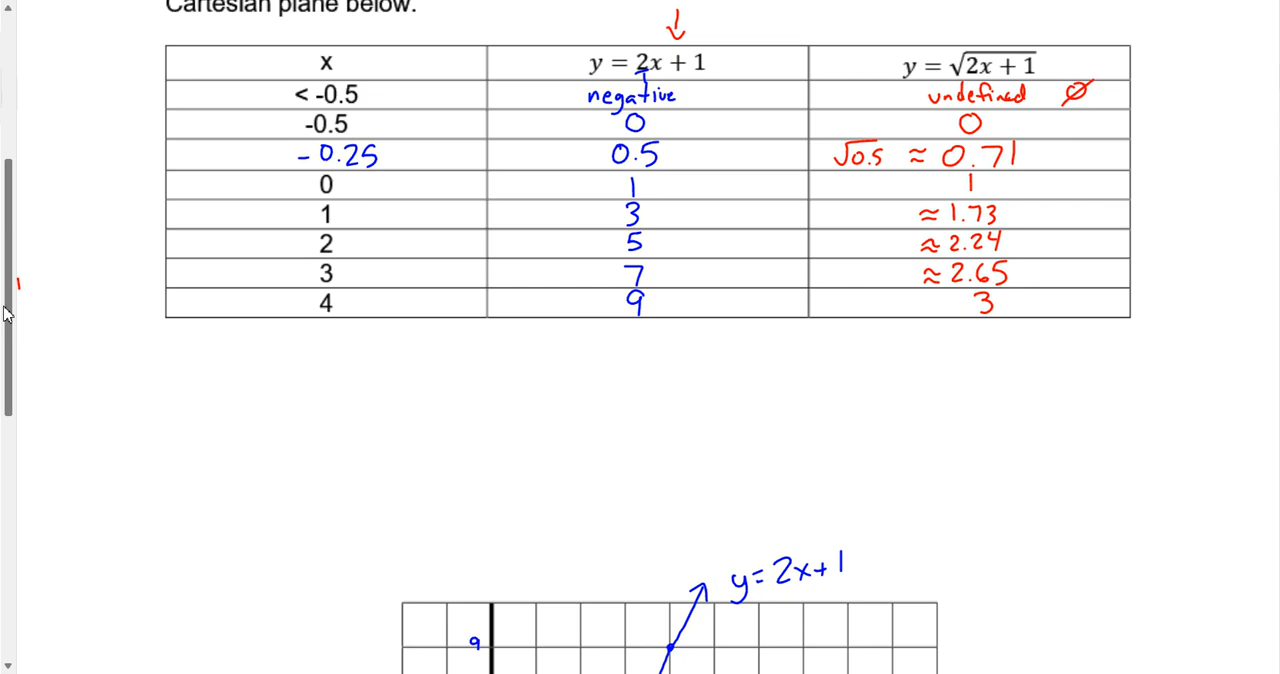 Cartesian plane below.
x y = 2x + 1 y = √2x + 1
< -0.5 negative undefined ∅
-0.5 0 0
- 0.25 0.5 √0.5 ≈ 0.71
0 1 1
1 3 ≈ 1.73
2 5 ≈ 2.24
3 7 ≈ 2.65
4 9 3
y = 2x + 1
9